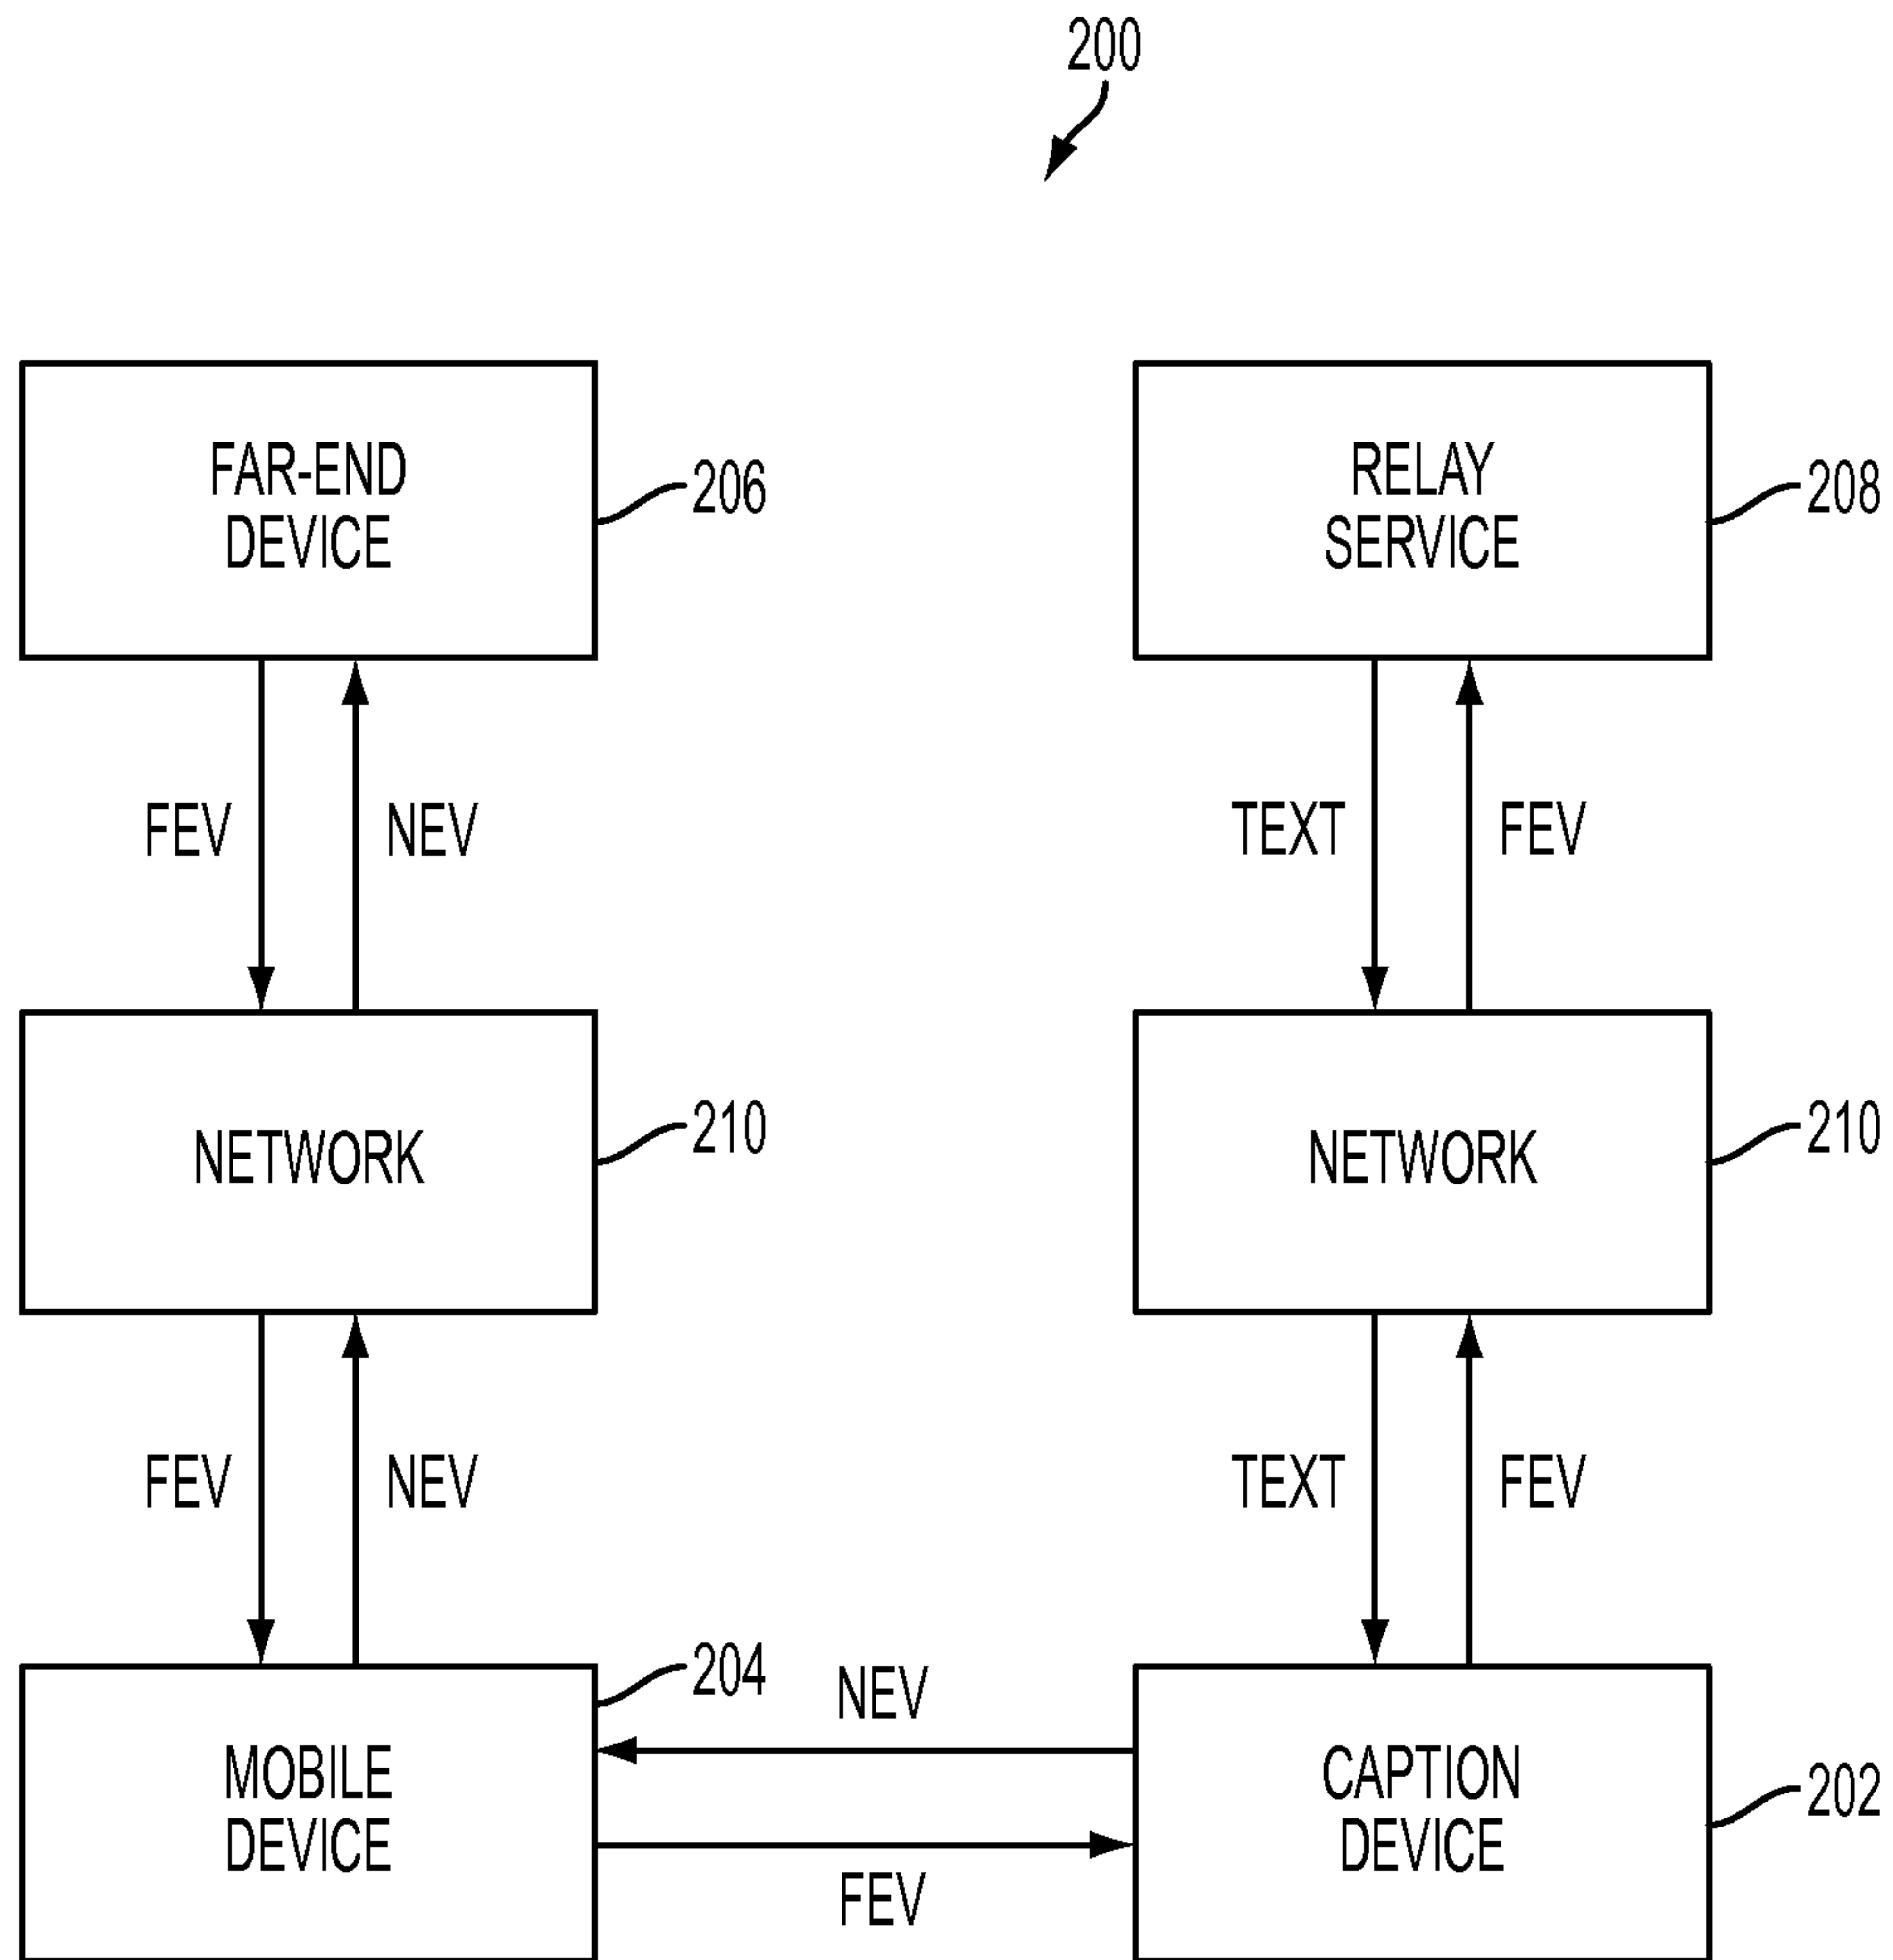 200
FAR-END
DEVICE
206
RELAY
SERVICE
208
FEV
NEV
TEXT
FEV
NETWORK
210
NETWORK
210
FEV
NEV
TEXT
FEV
MOBILE
DEVICE
204
NEV
FEV
CAPTION
DEVICE
202